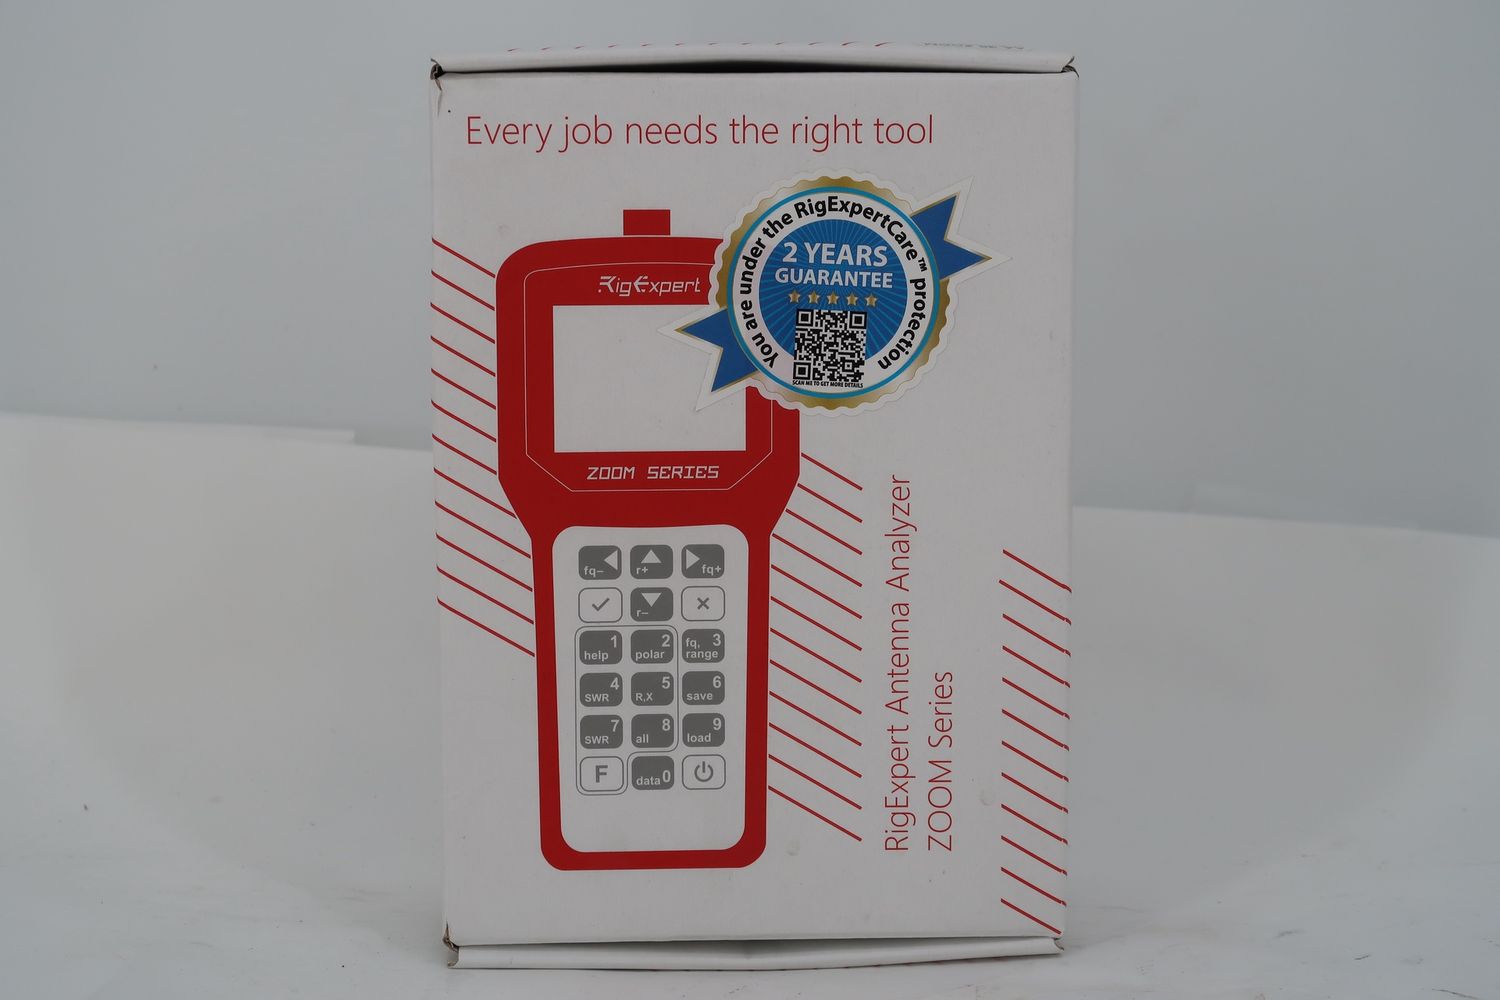 Every job needs the right tool
RigExpert
You are under the RigExpertCare™ protection
2 YEARS
GUARANTEE
SCAN ME TO GET MORE DETAILS
ZOOM SERIES
fq–
r+
fq+
r–
1
help
2
polar
fq, 3
range
4
SWR
5
R,X
6
save
7
SWR
8
all
9
load
F
data 0
RigExpert Antenna Analyzer
ZOOM Series